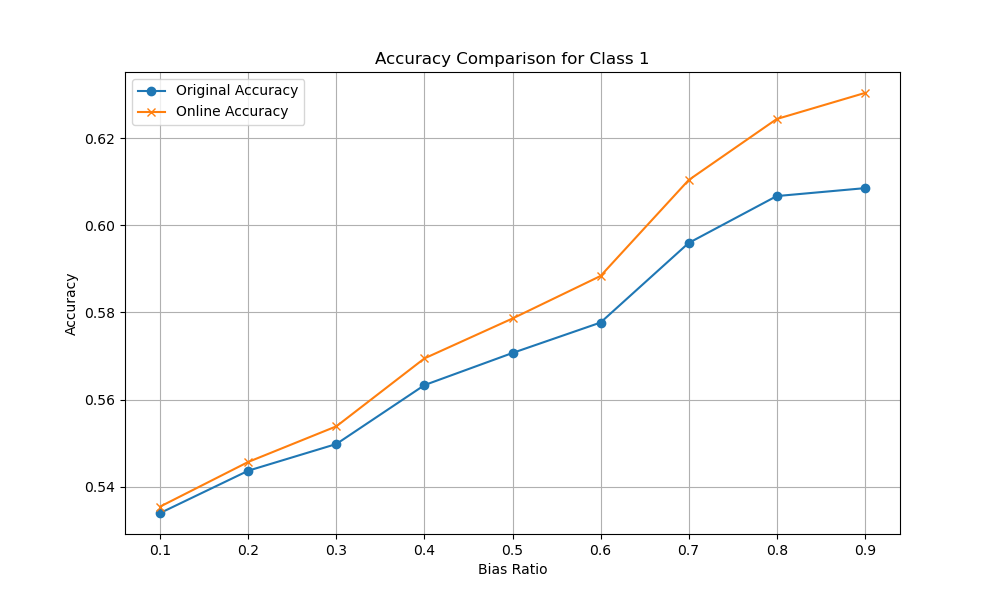 Accuracy Comparison for Class 1
Original Accuracy
Online Accuracy
Accuracy
0.62
0.60
0.58
0.56
0.54
0.1 0.2 0.3 0.4 0.5 0.6 0.7 0.8 0.9
Bias Ratio